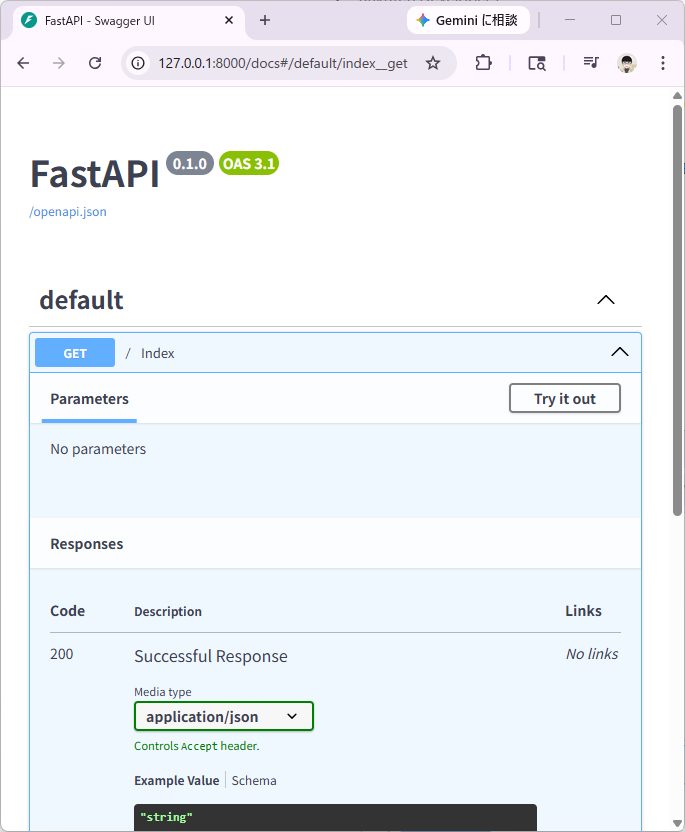 FastAPI - Swagger UI
Gemini に相談
127.0.0.1:8000/docs#/default/index__get
FastAPI 0.1.0 OAS 3.1
/openapi.json
default
GET / Index
Parameters Try it out
No parameters
Responses
Code Description Links
200 Successful Response No links
Media type
application/json
Controls Accept header.
Example Value Schema
"string"